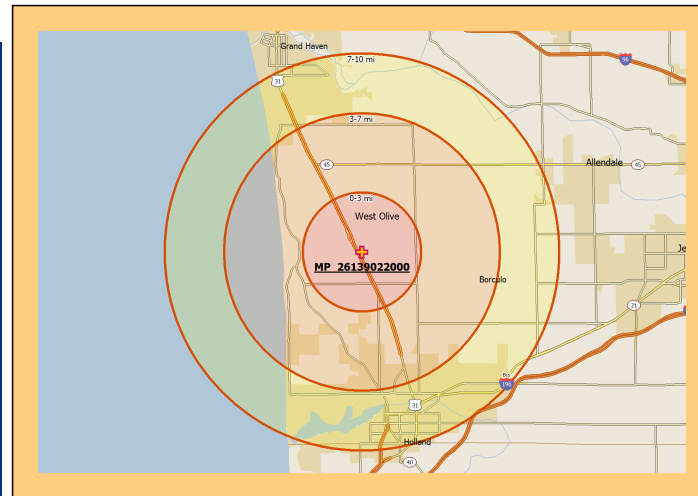 Grand Haven
7-10 mi
96
31
3-7 mi
45
Allendale
45
0-3 mi
West Olive
Je
MP 26139022000
Borculo
21
196
31
Holland
40